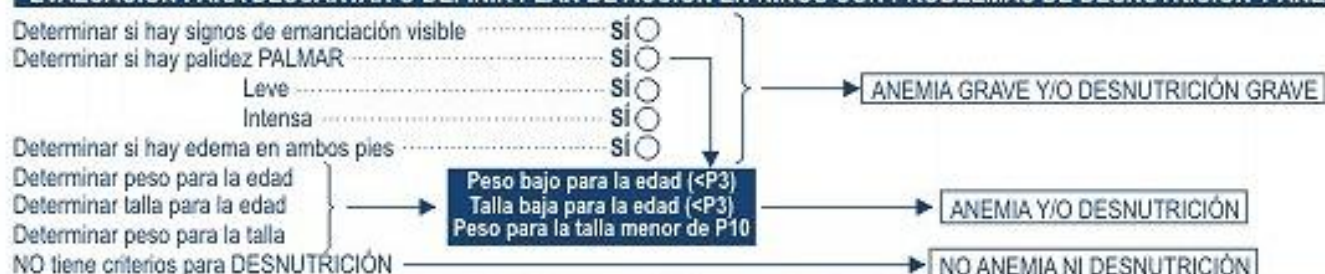 Determinar si hay signos de emanciación visible SÍ
Determinar si hay palidez PALMAR SÍ
Leve SÍ
Intensa SÍ
Determinar si hay edema en ambos pies SÍ
ANEMIA GRAVE Y/O DESNUTRICIÓN GRAVE
Determinar peso para la edad
Determinar talla para la edad
Determinar peso para la talla
Peso bajo para la edad (<P3)
Talla baja para la edad (<P3)
Peso para la talla menor de P10
ANEMIA Y/O DESNUTRICIÓN
NO tiene criterios para DESNUTRICIÓN
NO ANEMIA NI DESNUTRICIÓN